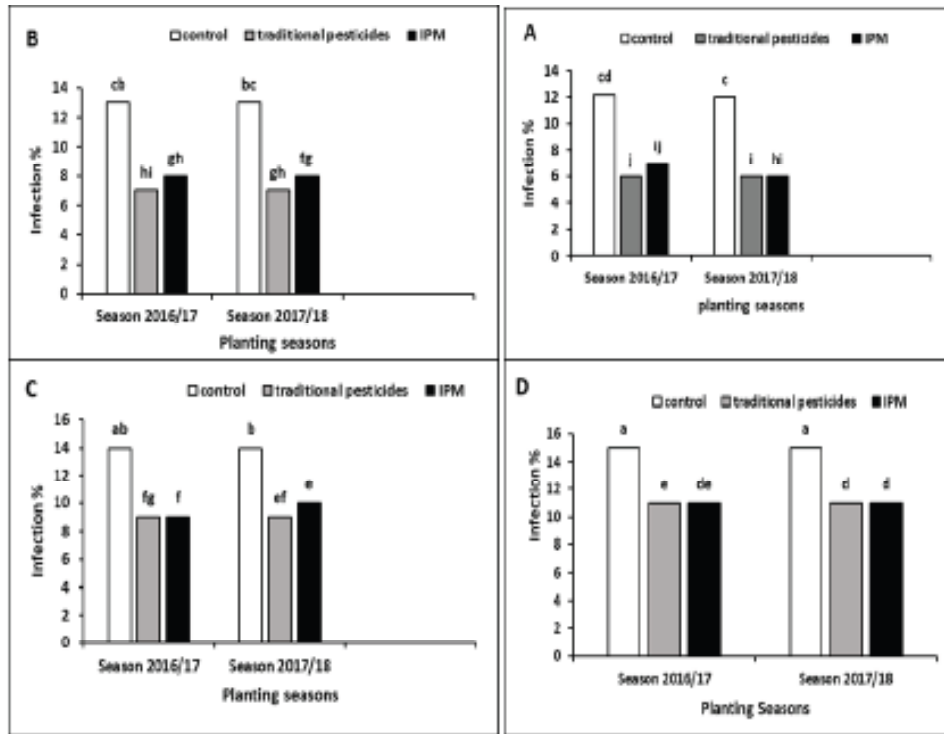 B
control traditional pesticides IPM
Infection %
14
12
10
8
6
4
2
0
cb hi gh bc gh fg
Season 2016/17 Season 2017/18
Planting seasons
A
control traditional pesticides IPM
Infection %
14
12
10
8
6
4
2
0
cd j ij c i hi
Season 2016/17 Season 2017/18
planting seasons
C
control traditional pesticides IPM
Infection %
16
14
12
10
8
6
4
2
0
ab fg f b ef e
Season 2016/17 Season 2017/18
Planting seasons
D
control traditional pesticides IPM
Infection %
16
14
12
10
8
6
4
2
0
a e de a d d
Season 2016/17 Season 2017/18
Planting Seasons